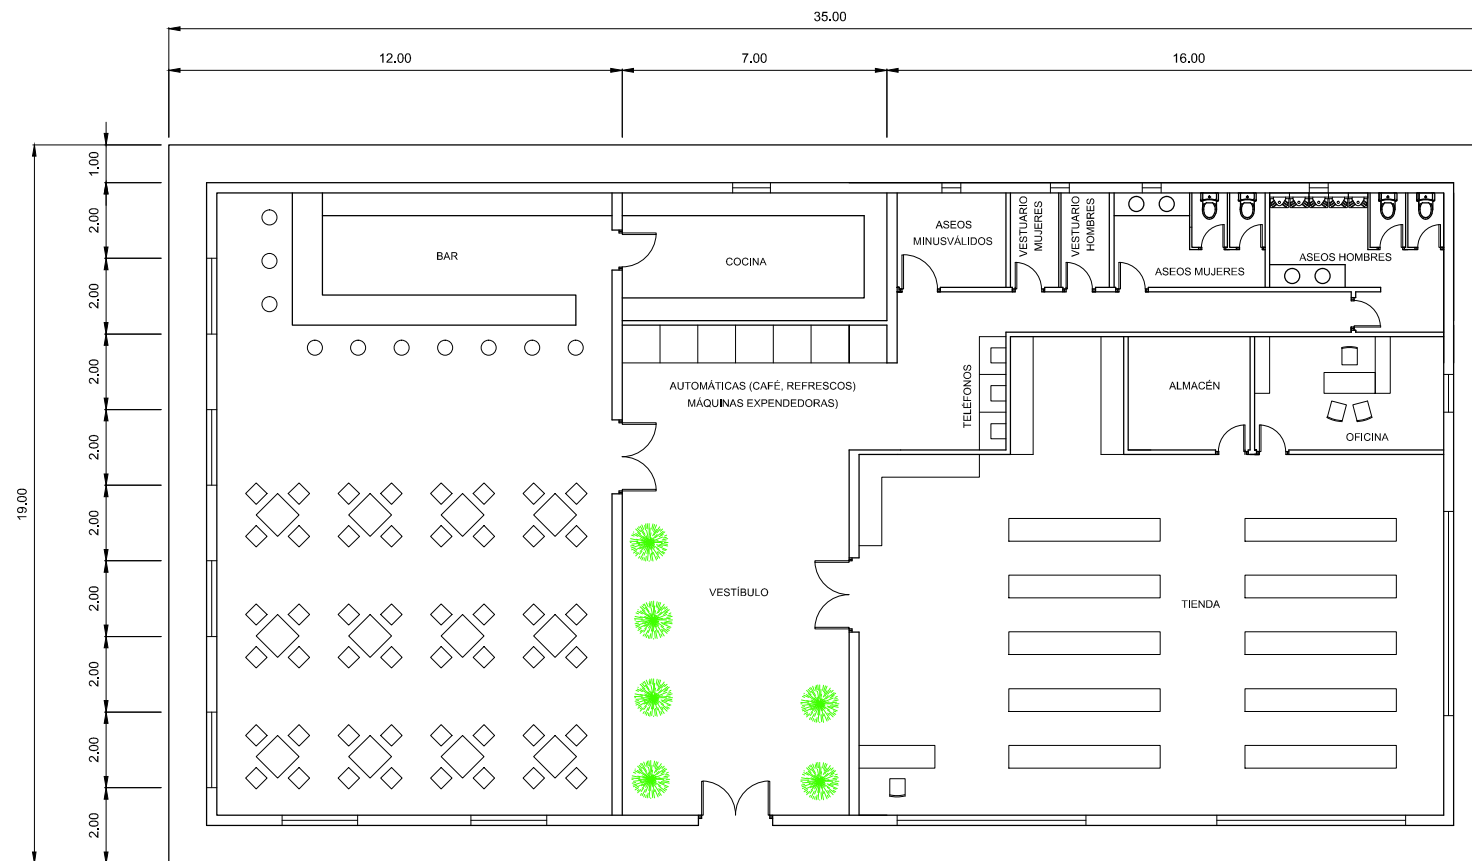 35.00
12.00
7.00
16.00
1.00
2.00
2.00
2.00
2.00
2.00
2.00
2.00
2.00
2.00
19.00
BAR
COCINA
ASEOS
MINUSVÁLIDOS
VESTUARIO
MUJERES
VESTUARIO
HOMBRES
ASEOS MUJERES
ASEOS HOMBRES
AUTOMÁTICAS (CAFÉ, REFRESCOS)
MÁQUINAS EXPENDEDORAS)
TELÉFONOS
ALMACÉN
OFICINA
VESTÍBULO
TIENDA